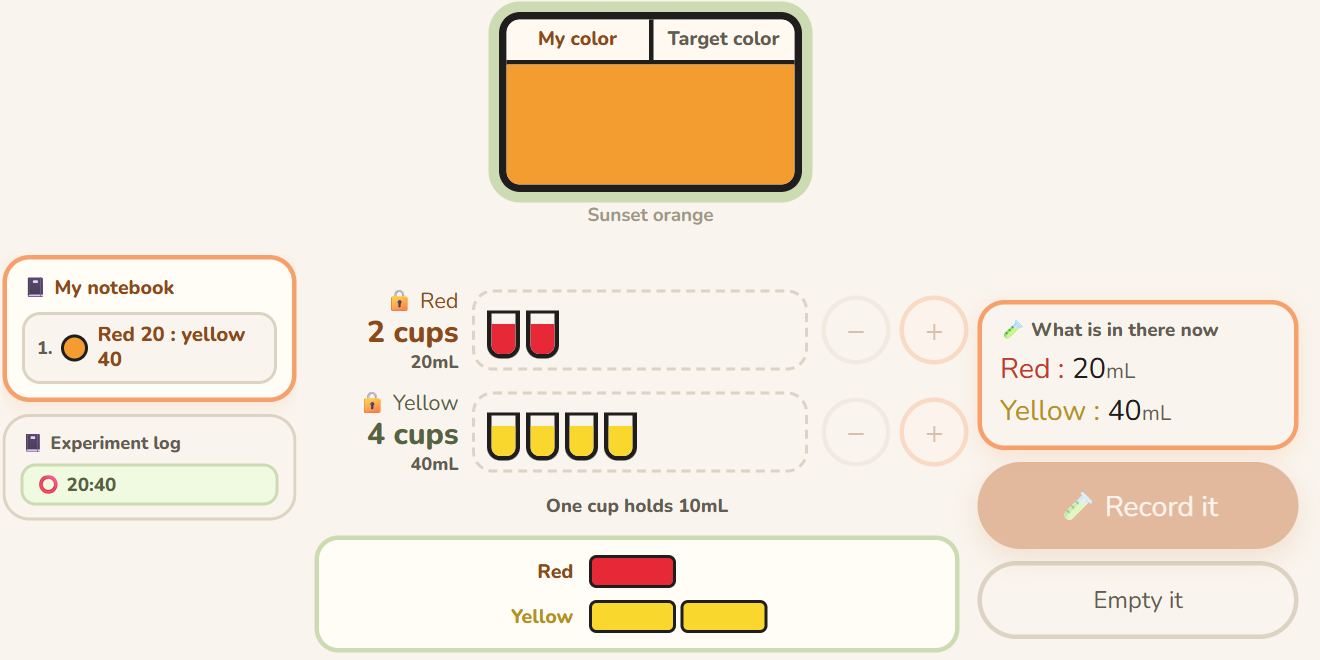 My color
Target color
Sunset orange
My notebook
1. Red 20 : yellow
40
Experiment log
20:40
Red
2 cups
20mL
−
+
Yellow
4 cups
40mL
−
+
One cup holds 10mL
Red
Yellow
What is in there now
Red : 20mL
Yellow : 40mL
Record it
Empty it